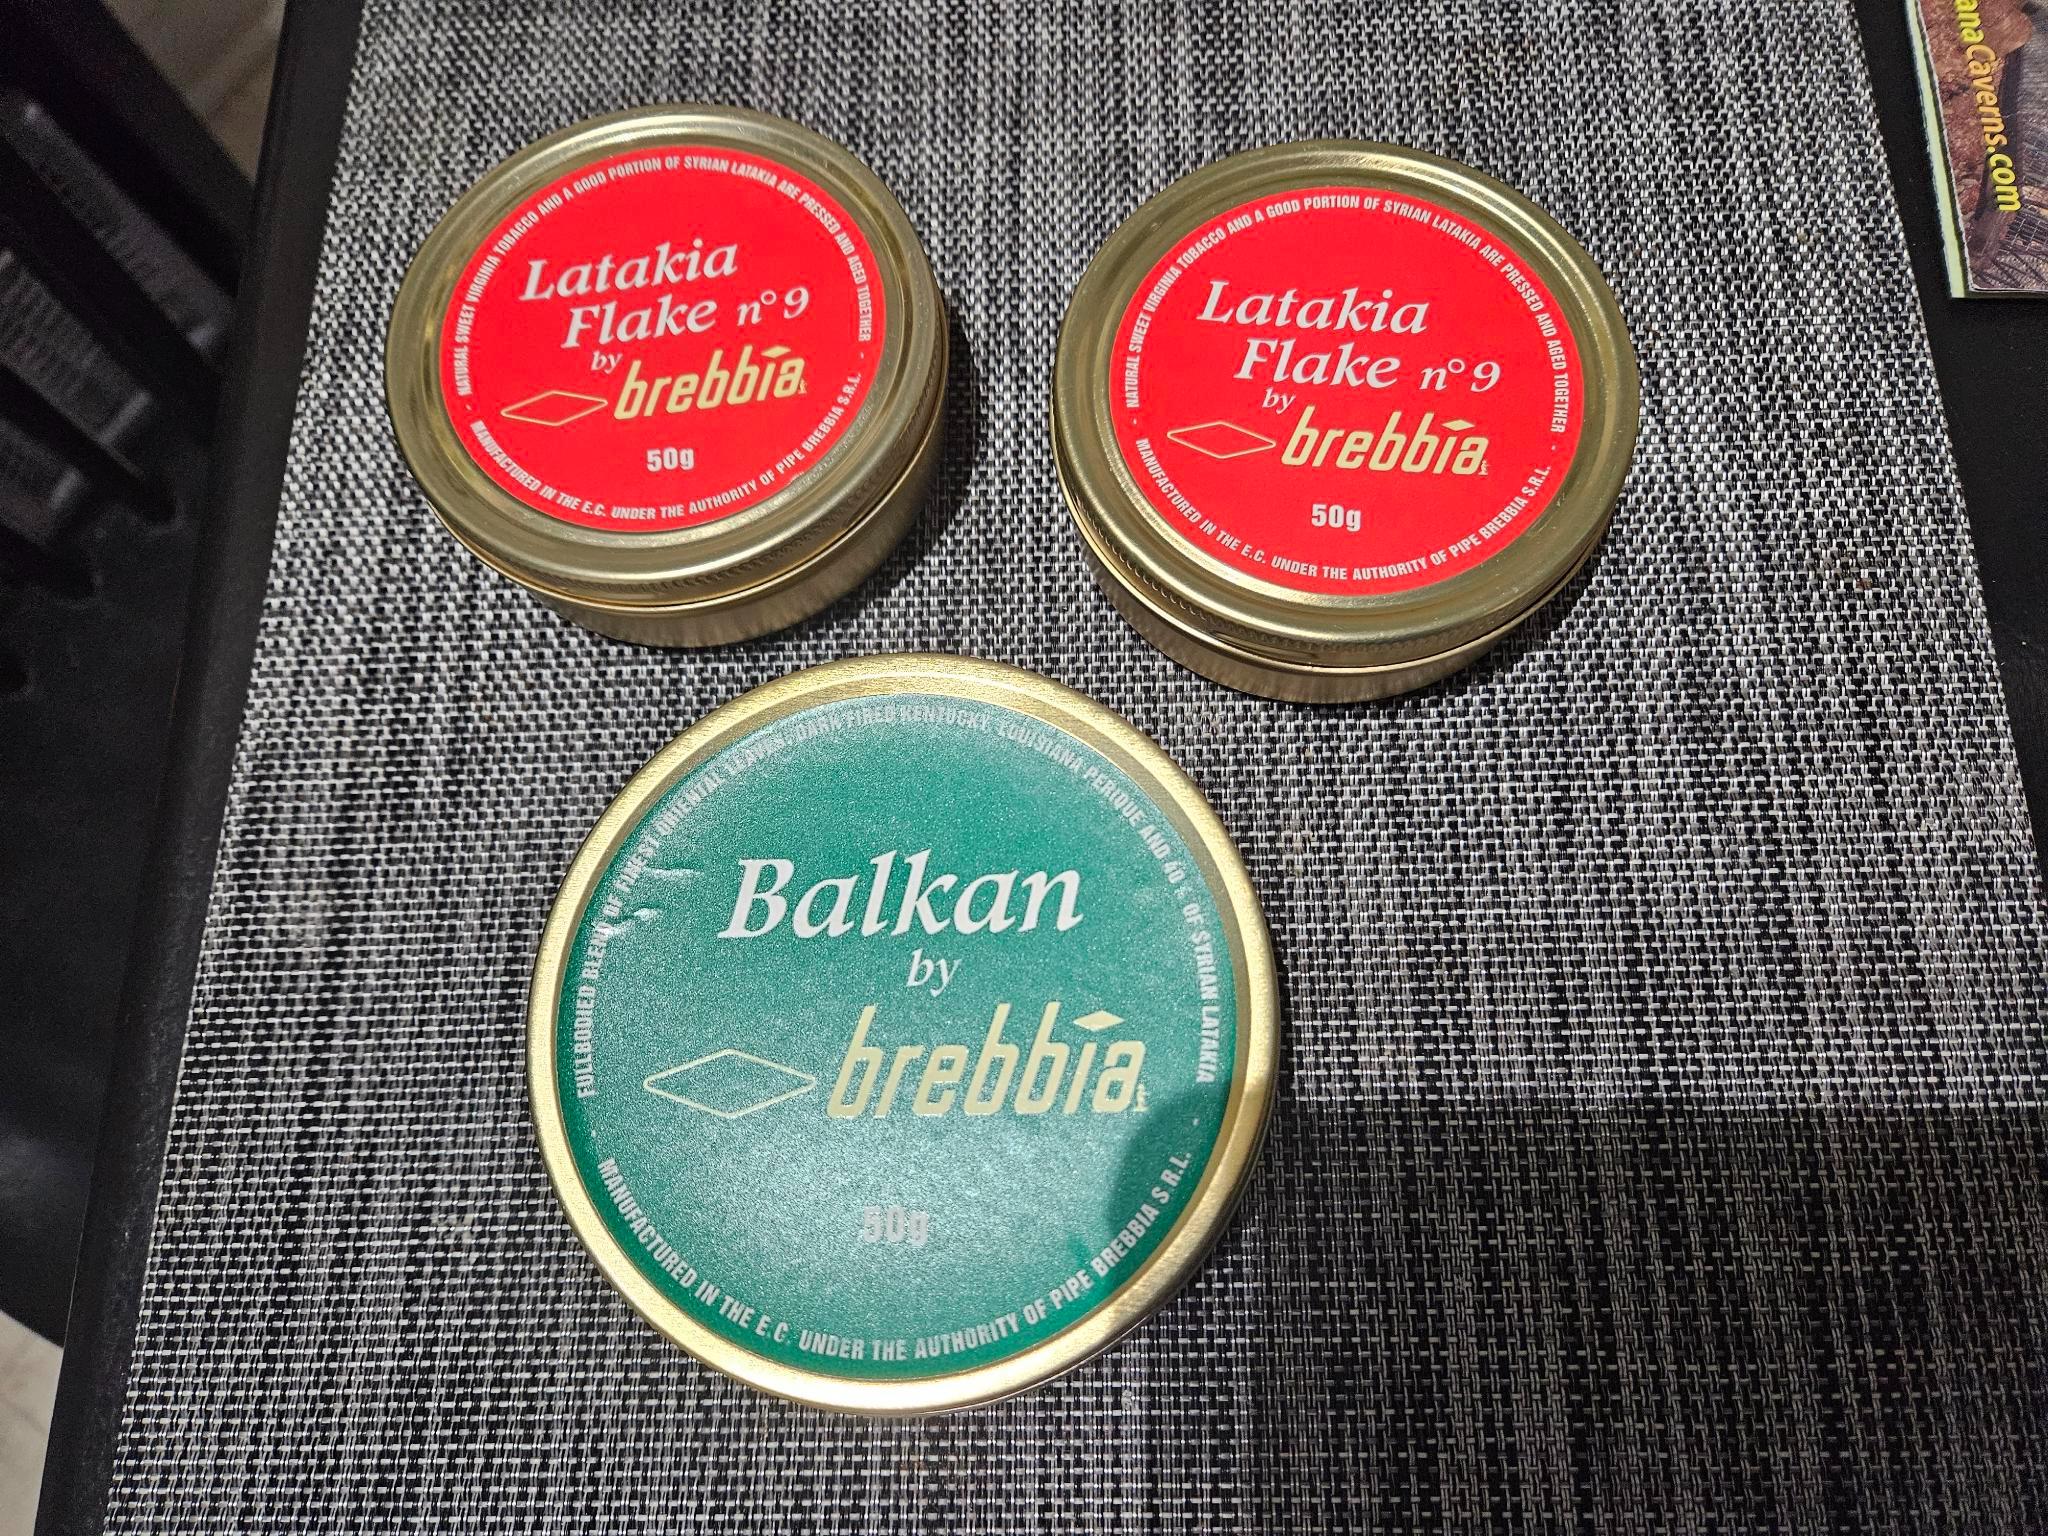 NATURAL SWEET VIRGINIA TOBACCO AND A GOOD PORTION OF SYRIAN LATAKIA ARE PRESSED AND AGED TOGETHER
Latakia
Flake n° 9
by
brebbia
50g
MANUFACTURED IN THE E.C. UNDER THE AUTHORITY OF PIPE BREBBIA S.R.L.
NATURAL SWEET VIRGINIA TOBACCO AND A GOOD PORTION OF SYRIAN LATAKIA ARE PRESSED AND AGED TOGETHER
Latakia
Flake n° 9
by
brebbia
50g
MANUFACTURED IN THE E.C. UNDER THE AUTHORITY OF PIPE BREBBIA S.R.L.
anaCaverns.com
OF FINEST ORIENTAL LEAVES, DARK FIRED KENTUCKY, LOUISIANA PERIQUE AND 40 OF SYRIAN LATAKIA
Balkan
by
brebbia
50g
MANUFACTURED IN THE E.C. UNDER THE AUTHORITY OF PIPE BREBBIA S.R.L.